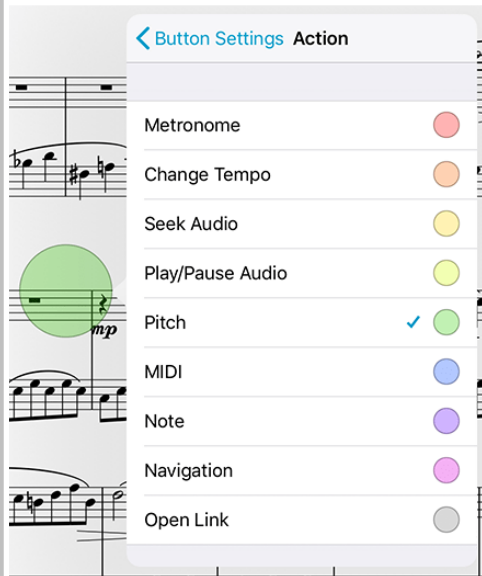 Button Settings Action
Metronome
Change Tempo
Seek Audio
Play/Pause Audio
Pitch
mp
MIDI
Note
Navigation
Open Link